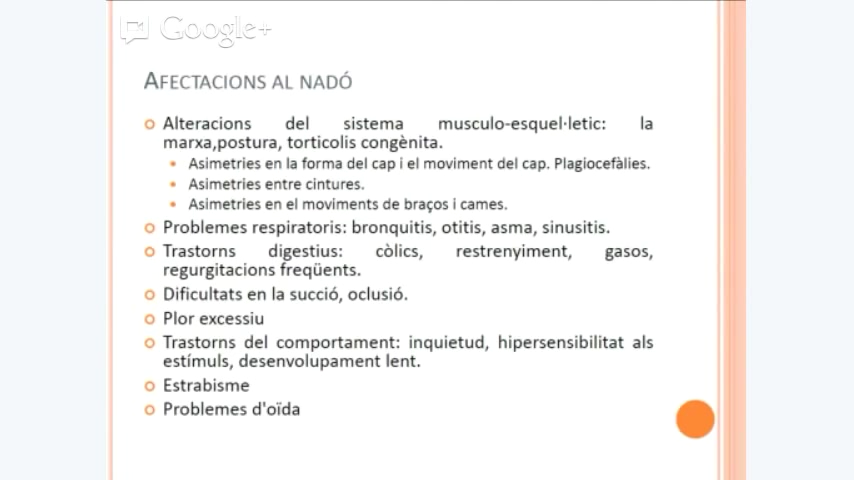 Google+
AFECTACIONS AL NADÓ
Alteracions del sistema musculo-esquel·letic: la
marxa,postura, torticolis congènita.
Asimetries en la forma del cap i el moviment del cap. Plagiocefàlies.
Asimetries entre cintures.
Asimetries en el moviments de braços i cames.
Problemes respiratoris: bronquitis, otitis, asma, sinusitis.
Trastorns digestius: còlics, restrenyiment, gasos,
regurgitacions freqüents.
Dificultats en la succió, oclusió.
Plor excessiu
Trastorns del comportament: inquietud, hipersensibilitat als
estímuls, desenvolupament lent.
Estrabisme
Problemes d'oïda